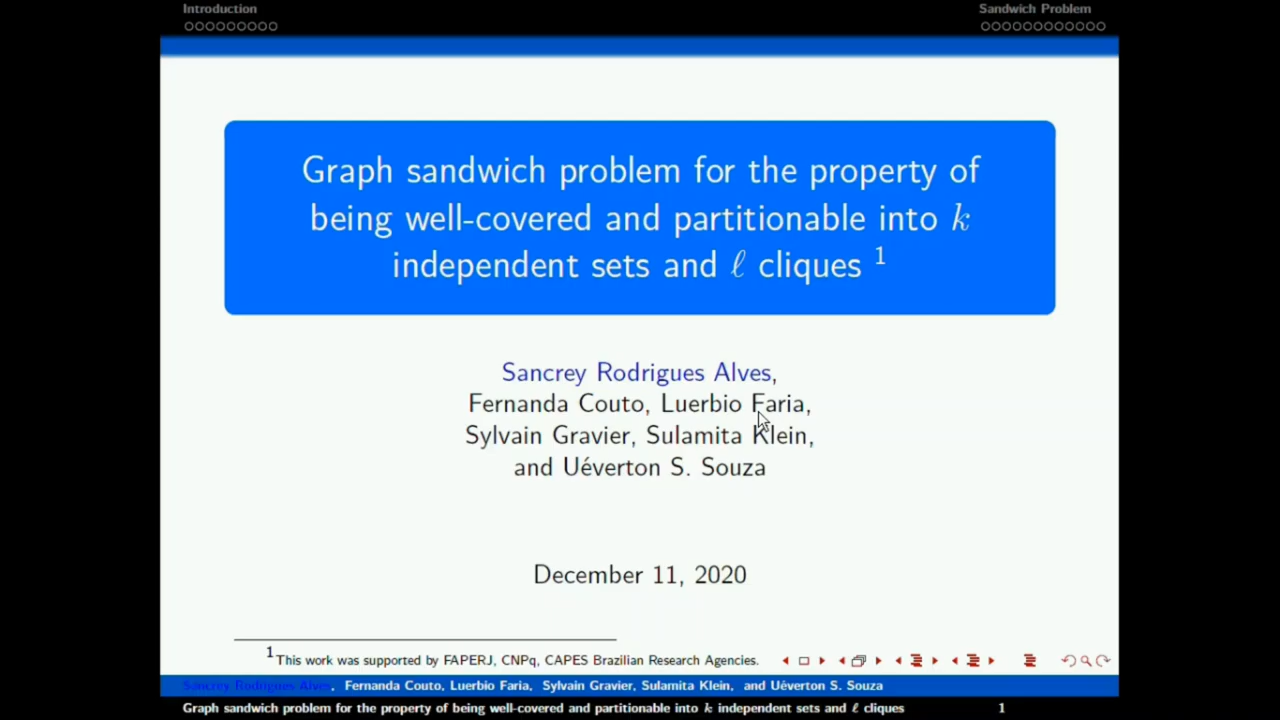 Introduction
Sandwich Problem
Graph sandwich problem for the property of
being well-covered and partitionable into k
independent sets and ℓ cliques ¹
Sancrey Rodrigues Alves,
Fernanda Couto, Luerbio Faria,
Sylvain Gravier, Sulamita Klein,
and Uéverton S. Souza
December 11, 2020
¹This work was supported by FAPERJ, CNPq, CAPES Brazilian Research Agencies.
Sancrey Rodrigues Alves, Fernanda Couto, Luerbio Faria, Sylvain Gravier, Sulamita Klein, and Uéverton S. Souza
Graph sandwich problem for the property of being well-covered and partitionable into k independent sets and ℓ cliques 1